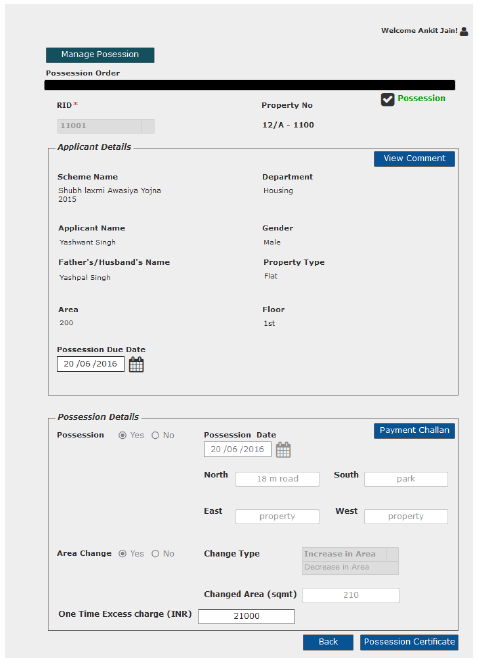 Welcome Ankit Jain!
Manage Posession
Possession Order
Possession
RID*
Property No
11001
12/A - 1100
Applicant Details
View Comment
Scheme Name
Department
Shubh laxmi Awasiya Yojna
2015
Housing
Applicant Name
Gender
Yashwant Singh
Male
Father's/Husband's Name
Property Type
Yashpal Singh
Flat
Area
Floor
200
1st
Possession Due Date
20 /06 /2016
Possession Details
Payment Challan
Possession Yes No
Possession Date
20 /06 /2016
North 18 m road South park
East property West property
Area Change Yes No Change Type Increase in Area
Decrease in Area
Changed Area (sqmt) 210
One Time Excess charge (INR) 21000
Back Possession Certificate